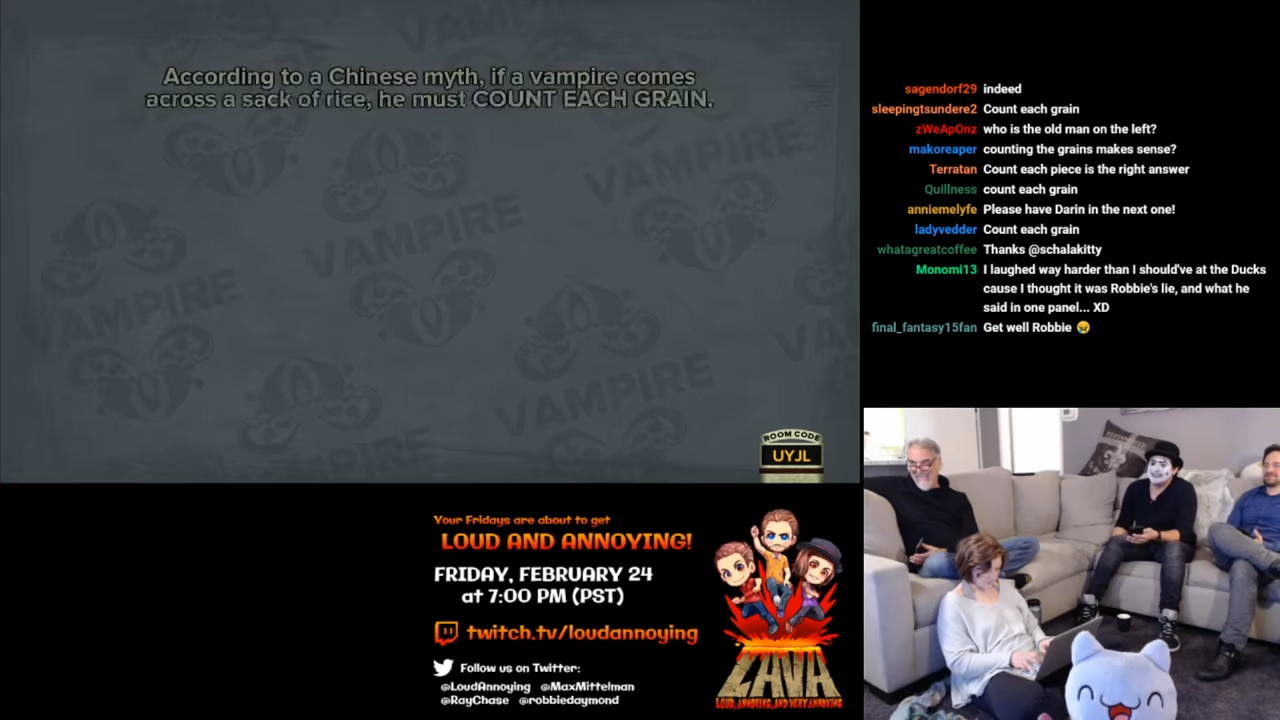 According to a Chinese myth, if a vampire comes
across a sack of rice, he must COUNT EACH GRAIN.
VAMPIRE
VAMPIRE
VAMPIRE
VAMPIRE
VAMPIRE
ROOM CODE
UYJL
sagendorf29 indeed
sleepingtsundere2 Count each grain
zWeApOnz who is the old man on the left?
makoreaper counting the grains makes sense?
Terratan Count each piece is the right answer
Quillness count each grain
anniemelyfe Please have Darin in the next one!
ladyvedder Count each grain
whatagreatcoffee Thanks @schalakitty
Monomi13 I laughed way harder than I should've at the Ducks
cause I thought it was Robbie's lie, and what he
said in one panel... XD
final_fantasy15fan Get well Robbie 😭
Your Fridays are about to get
LOUD AND ANNOYING!
FRIDAY, FEBRUARY 24
at 7:00 PM (PST)
twitch.tv/loudannoying
Follow us on Twitter:
@LoudAnnoying @MaxMittelman
@RayChase @robbiedaymond
LAVA
LOUD, ANNOYING, AND VERY ANNOYING